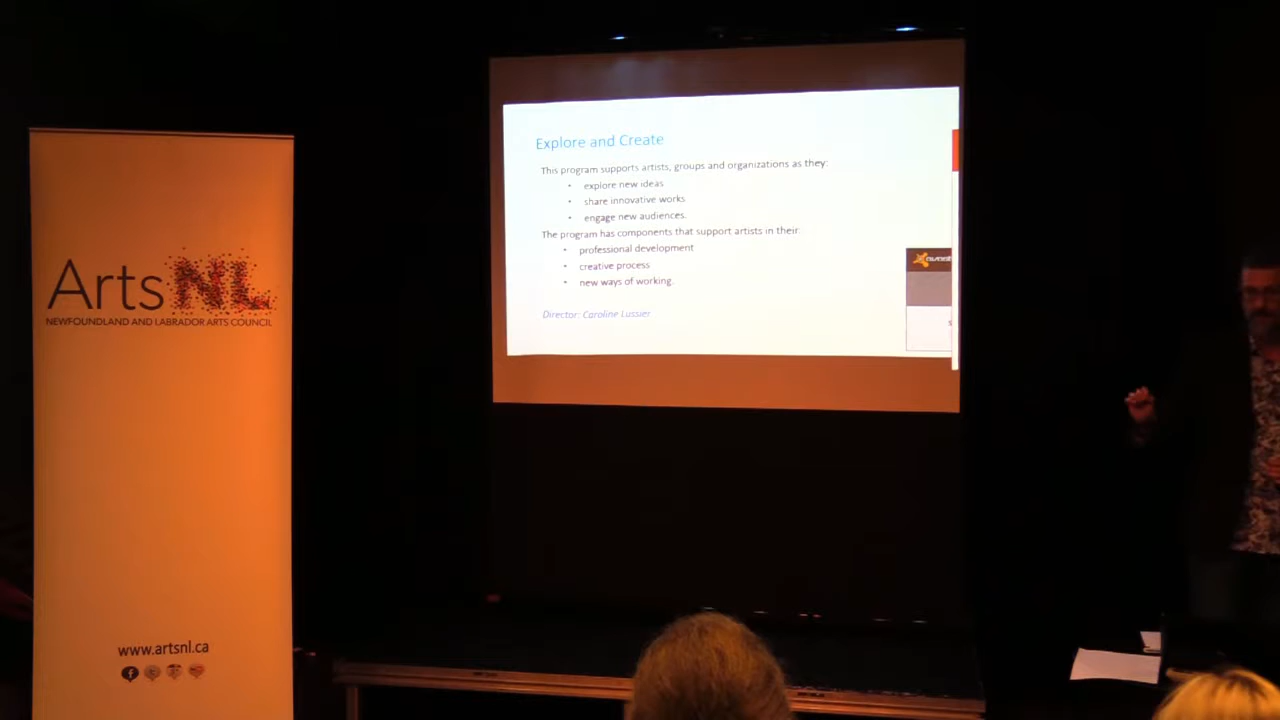 Arts NL
NEWFOUNDLAND AND LABRADOR ARTS COUNCIL
www.artsnl.ca
Explore and Create
This program supports artists, groups and organizations as they:
• explore new ideas
• share innovative works
• engage new audiences.
The program has components that support artists in their:
• professional development
• creative process
• new ways of working.
Director: Caroline Lussier
avast